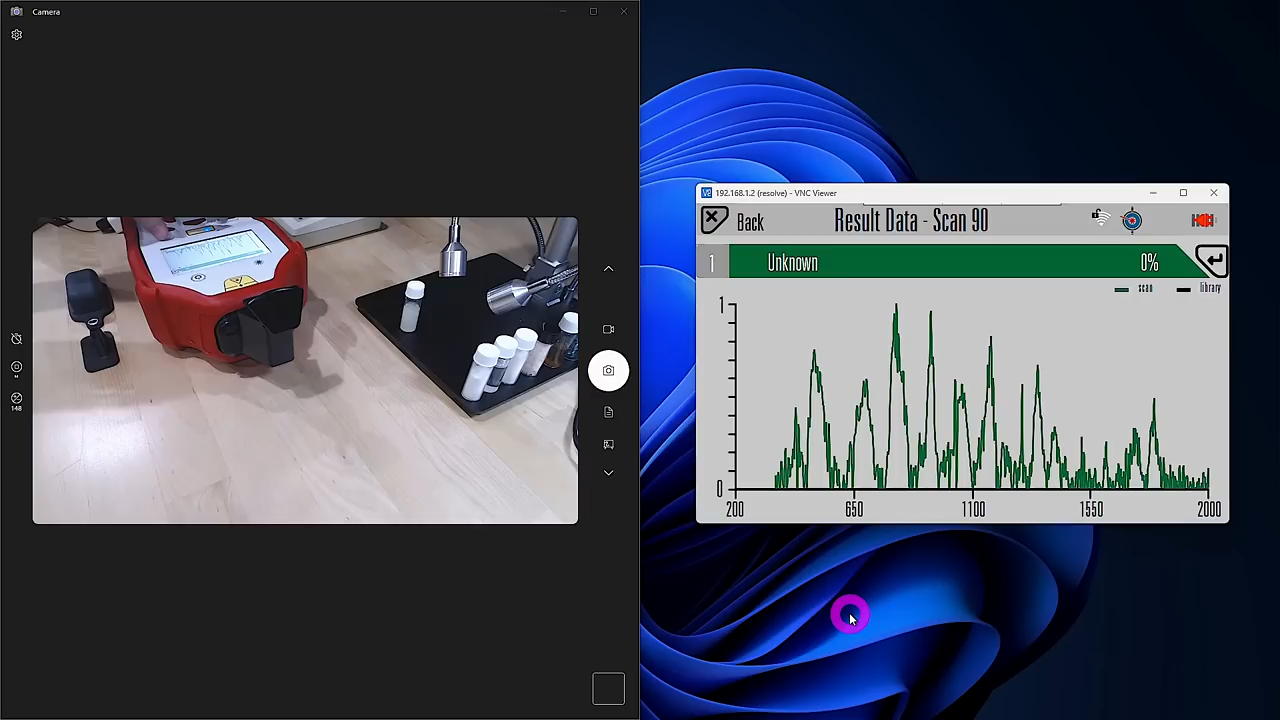 Camera
148
192.168.1.2 (resolve) - VNC Viewer
Back
Result Data - Scan 90
1 Unknown 0%
scan library
1
0
200 650 1100 1550 2000